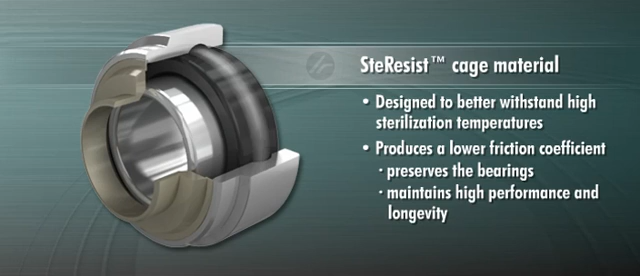 SteResist™ cage material
• Designed to better withstand high
sterilization temperatures
• Produces a lower friction coefficient
· preserves the bearings
· maintains high performance and
longevity